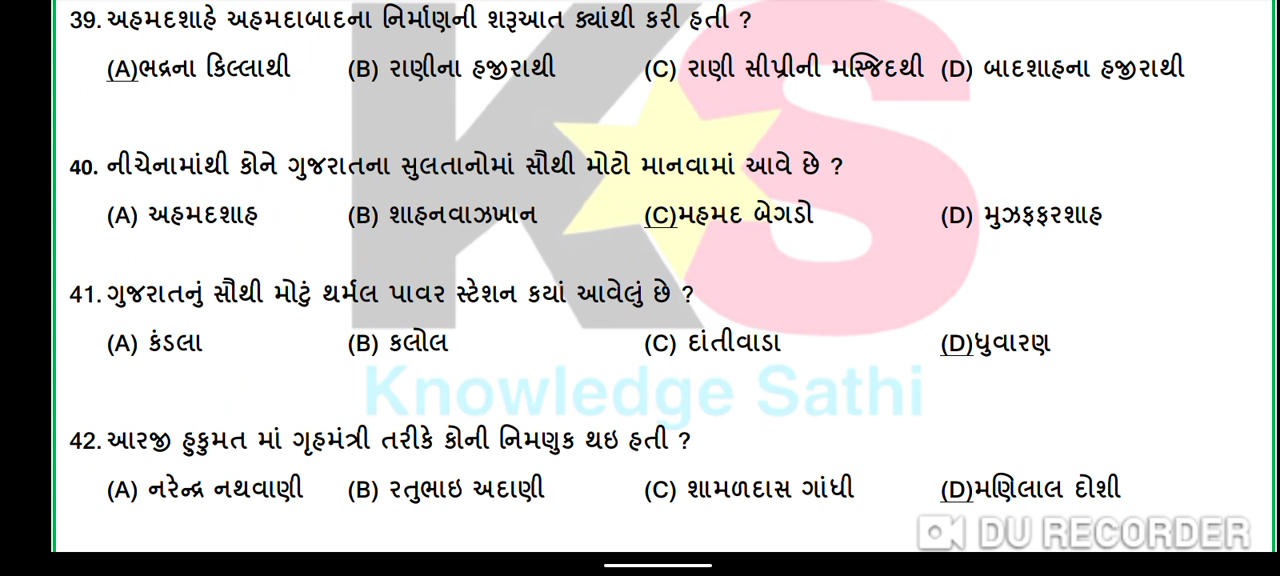 39. અહમદશાહે અહમદાબાદના નિર્માણની શરૂઆત ક્યાંથી કરી હતી ?
(A)ભદ્રના કિલ્લાથી (B) રાણીના હજીરાથી (C) રાણી સીપ્રીની મસ્જિદથી (D) બાદશાહના હજીરાથી
40. નીચેનામાંથી કોને ગુજરાતના સુલતાનોમાં સૌથી મોટો માનવામાં આવે છે ?
(A) અહમદશાહ (B) શાહનવાઝખાન (C)મહમદ બેગડો (D) મુઝફફરશાહ
41. ગુજરાતનું સૌથી મોટું થર્મલ પાવર સ્ટેશન કયાં આવેલું છે ?
(A) કંડલા (B) કલોલ (C) દાંતીવાડા (D)ધુવારણ
42. આરજી હુકુમત માં ગૃહમંત્રી તરીકે કોની નિમણુક થઇ હતી ?
(A) નરેન્દ્ર નથવાણી (B) રતુભાઇ અદાણી (C) શામળદાસ ગાંધી (D)મણિલાલ દોશી
KS
Knowledge Sathi
DU RECORDER